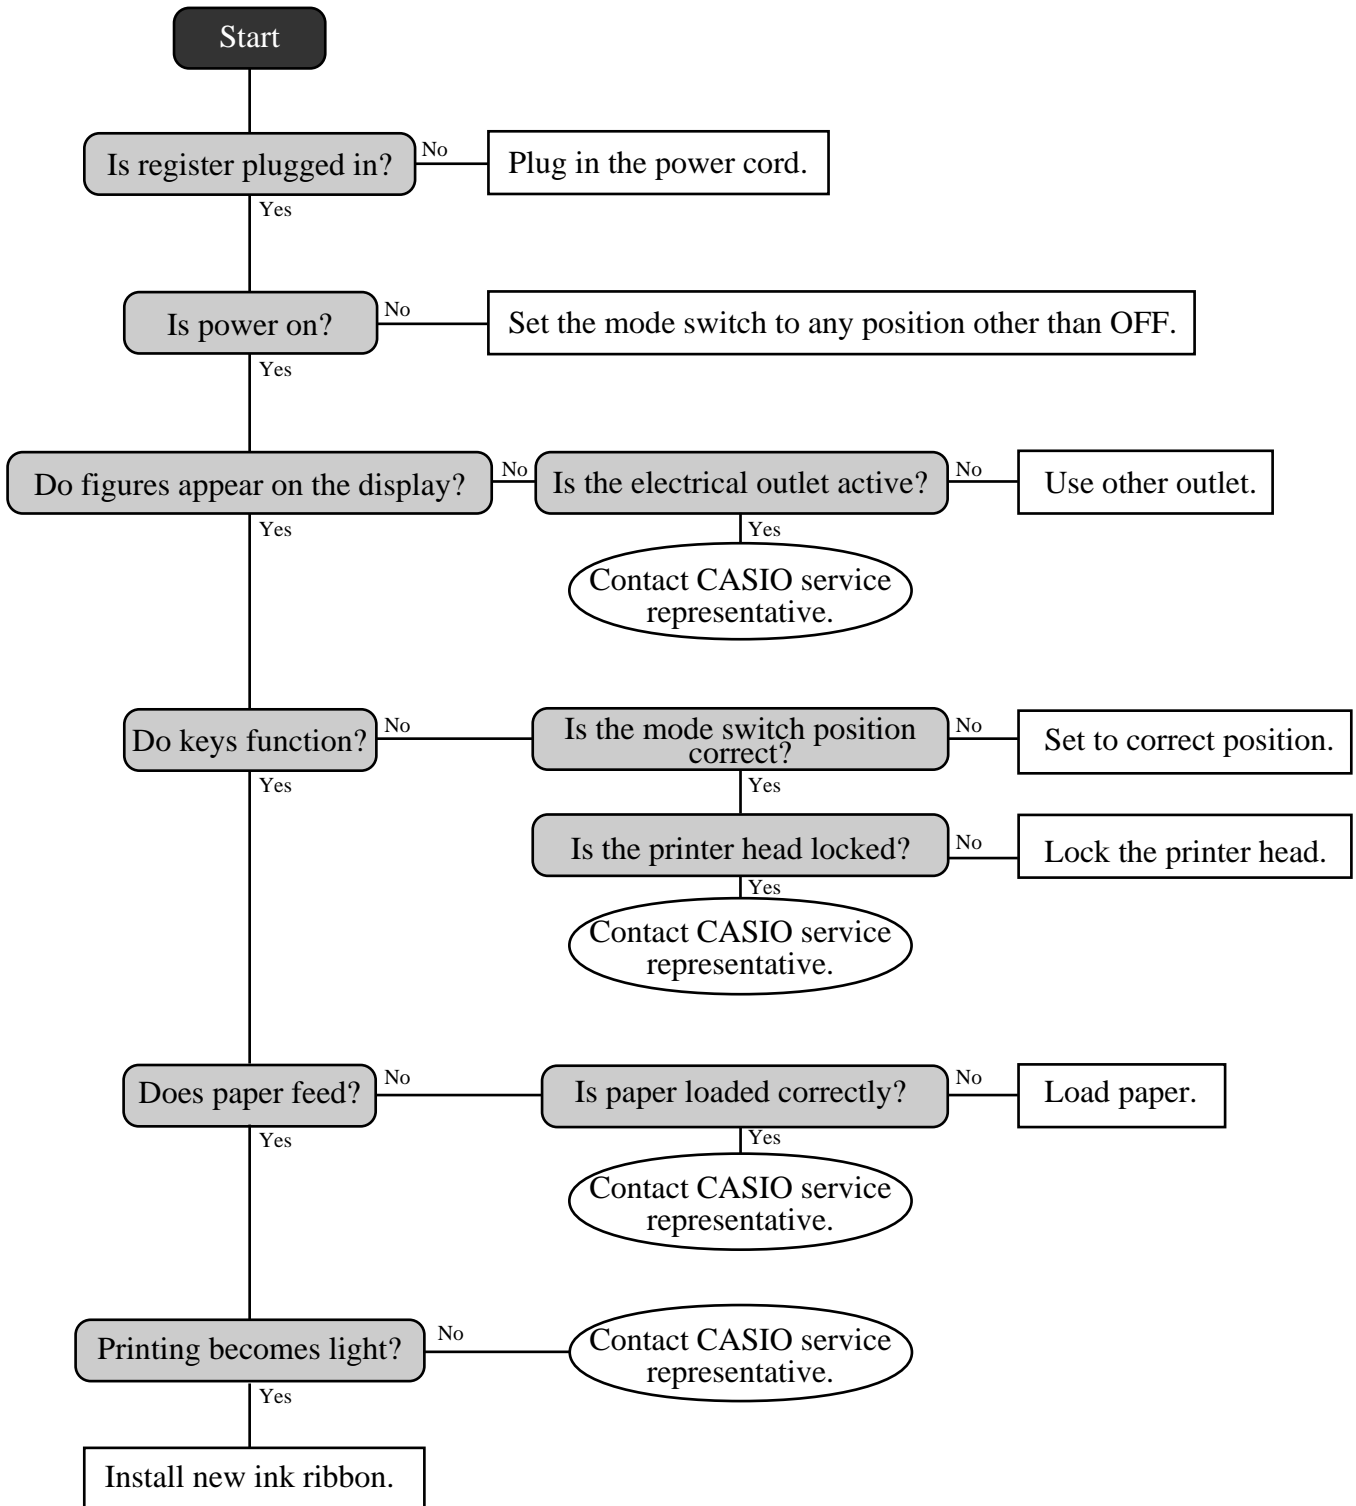 Start
Is register plugged in?
No
Plug in the power cord.
Yes
Is power on?
No
Set the mode switch to any position other than OFF.
Yes
Do figures appear on the display?
No
Is the electrical outlet active?
No
Use other outlet.
Yes
Yes
Contact CASIO service
representative.
Do keys function?
No
Is the mode switch position
correct?
No
Set to correct position.
Yes
Yes
Is the printer head locked?
No
Lock the printer head.
Yes
Contact CASIO service
representative.
Does paper feed?
No
Is paper loaded correctly?
No
Load paper.
Yes
Yes
Contact CASIO service
representative.
Printing becomes light?
No
Contact CASIO service
representative.
Yes
Install new ink ribbon.